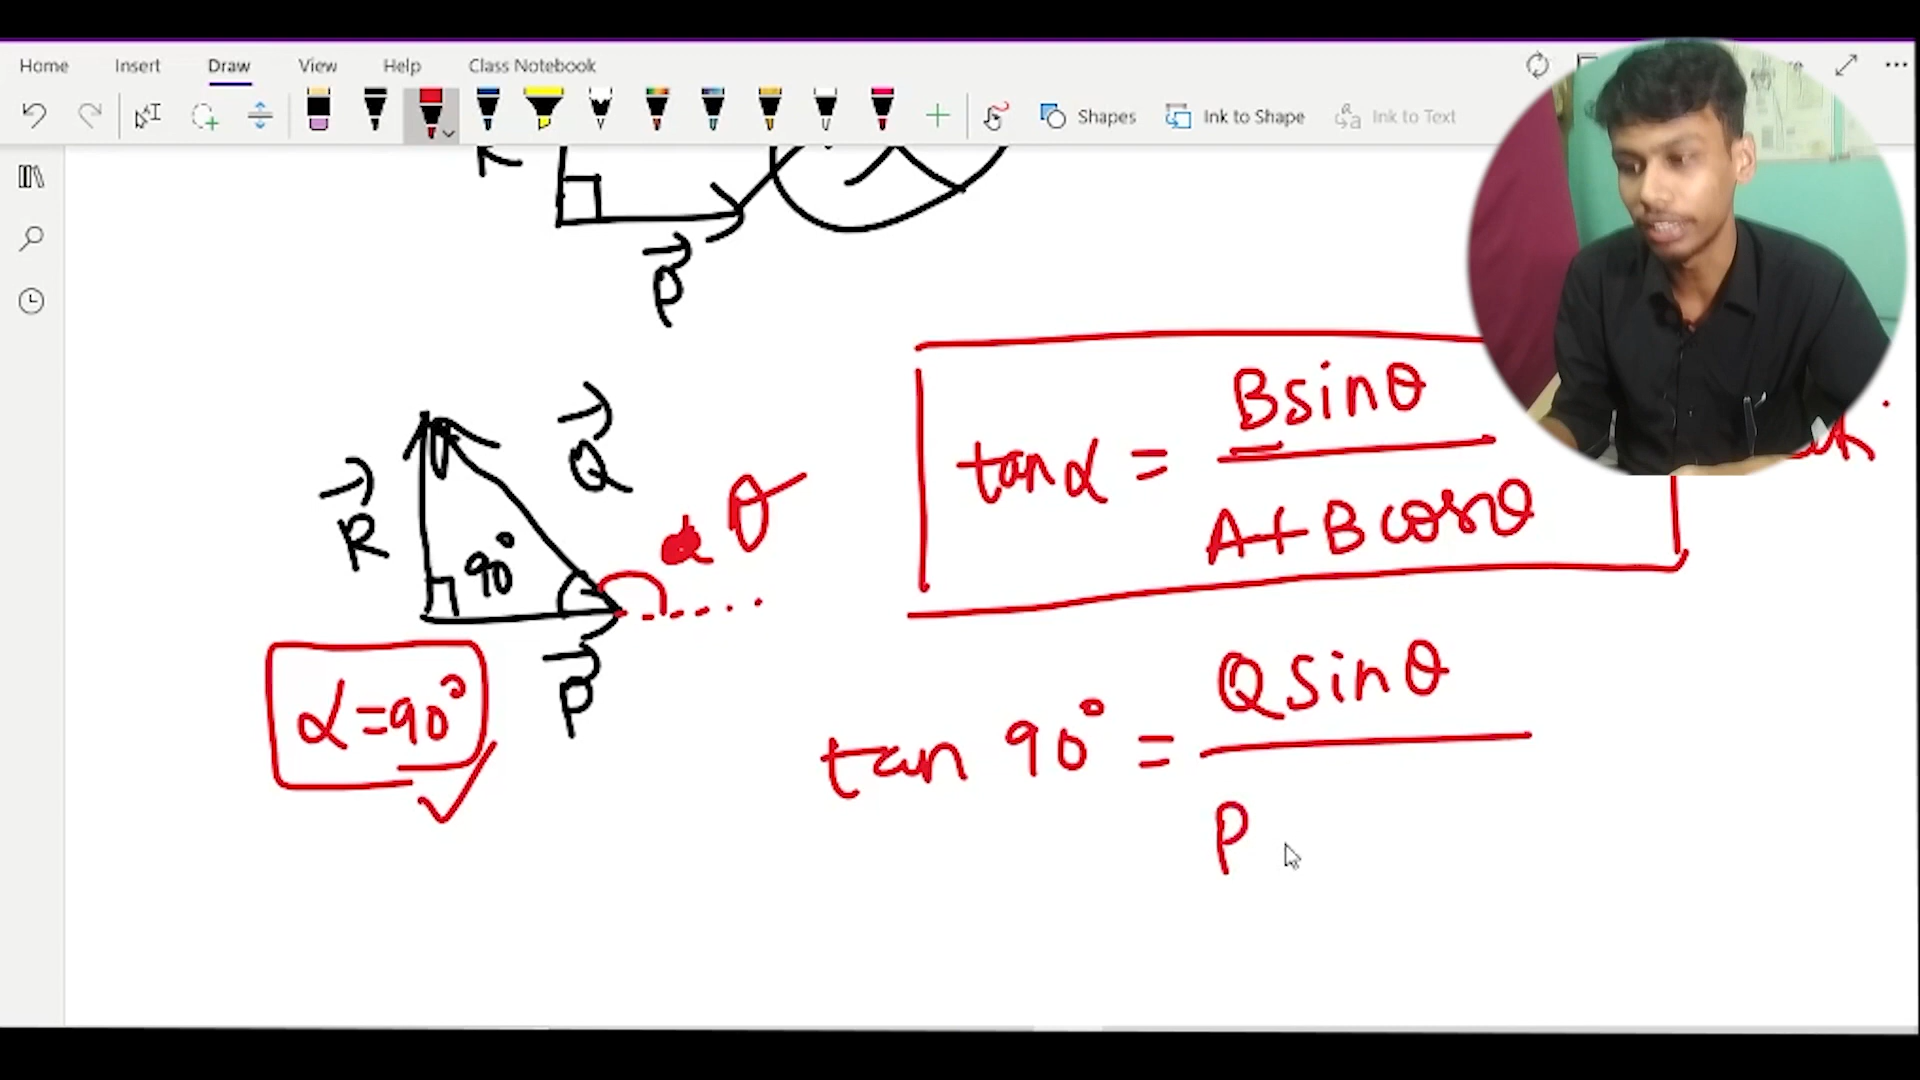 Home Insert Draw View Help Class Notebook
Shapes Ink to Shape Ink to Text
P
R
Q
θ
90°
P
α=90°
tanα = Bsinθ
A+Bcosθ
tan 90° = Qsinθ
P